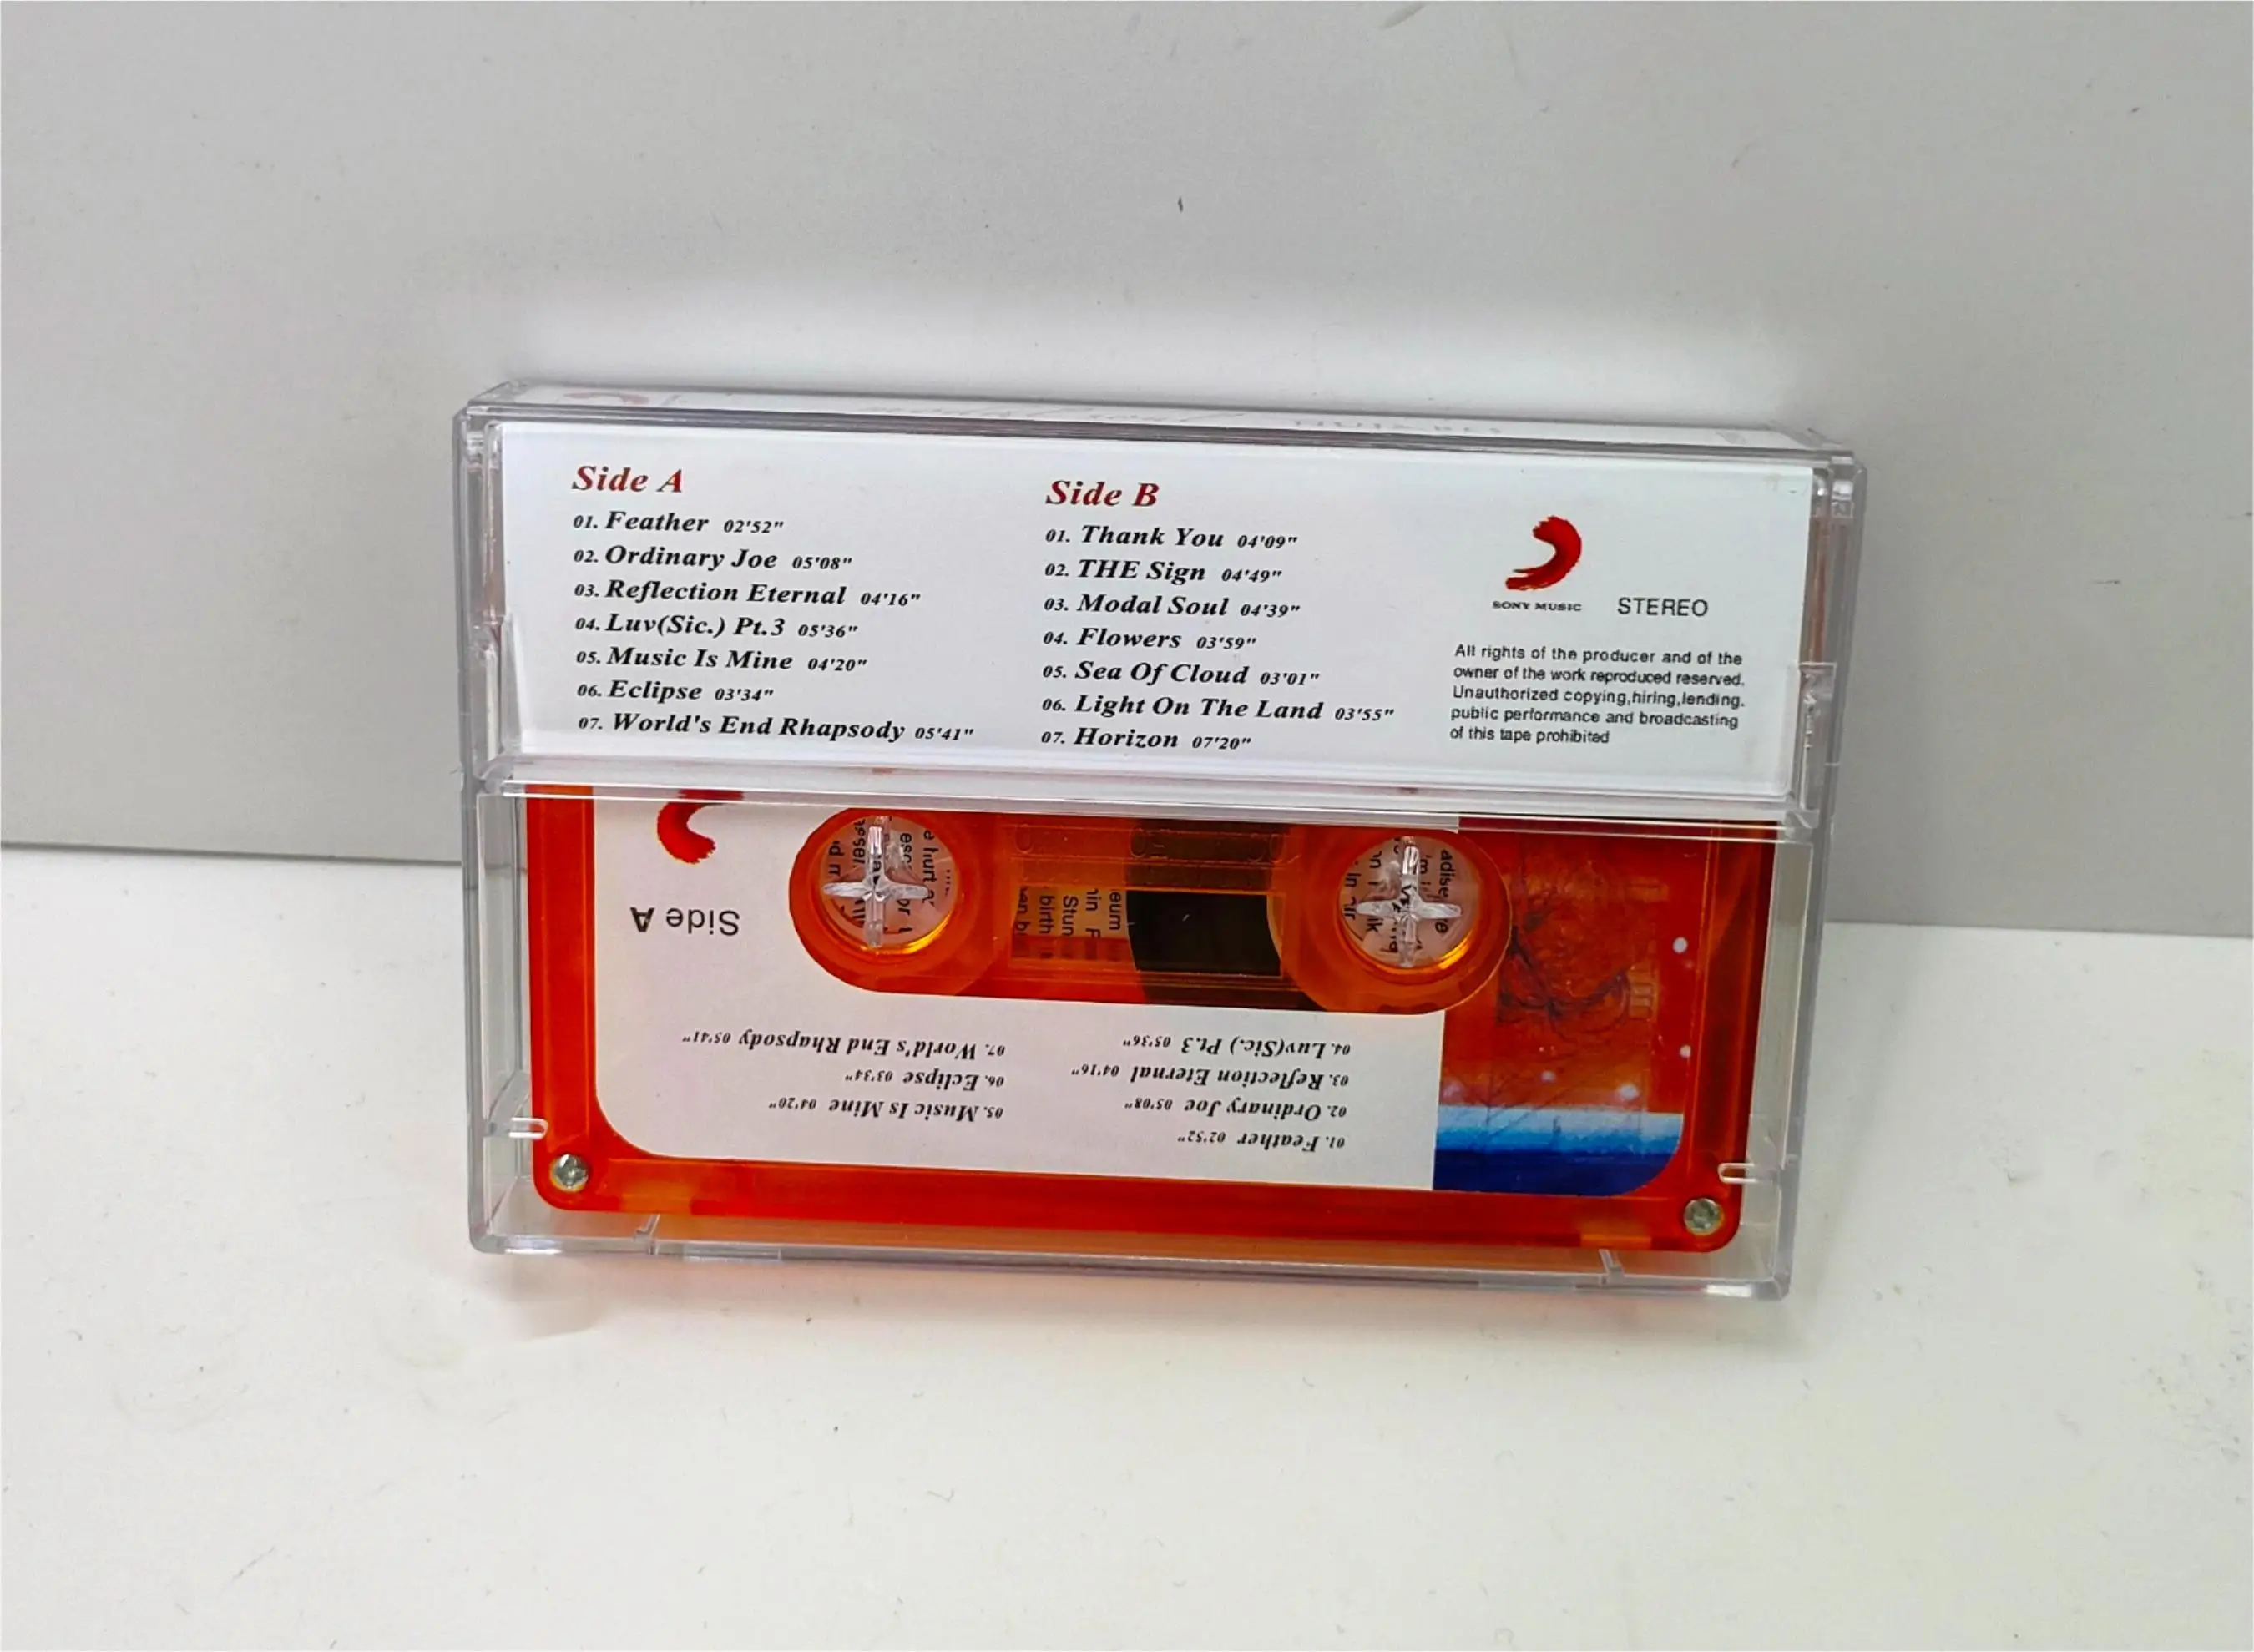 Side A
01. Feather 02'52"
02. Ordinary Joe 05'08"
03. Reflection Eternal 04'16"
04. Luv(Sic.) Pt.3 05'36"
05. Music Is Mine 04'20"
06. Eclipse 03'34"
07. World's End Rhapsody 05'41"
Side B
01. Thank You 04'09"
02. THE Sign 04'49"
03. Modal Soul 04'39"
04. Flowers 03'59"
05. Sea Of Cloud 03'01"
06. Light On The Land 03'55"
07. Horizon 07'20"
SONY MUSIC STEREO
All rights of the producer and of the
owner of the work reproduced reserved.
Unauthorized copying,hiring,lending.
public performance and broadcasting
of this tape prohibited
Side A
01. Feather 02'52"
02. Ordinary Joe 05'08"
03. Reflection Eternal 04'16"
04. Luv(Sic.) Pt.3 05'36"
05. Music Is Mine 04'20"
06. Eclipse 03'34"
07. World's End Rhapsody 05'41"
hurt
birth